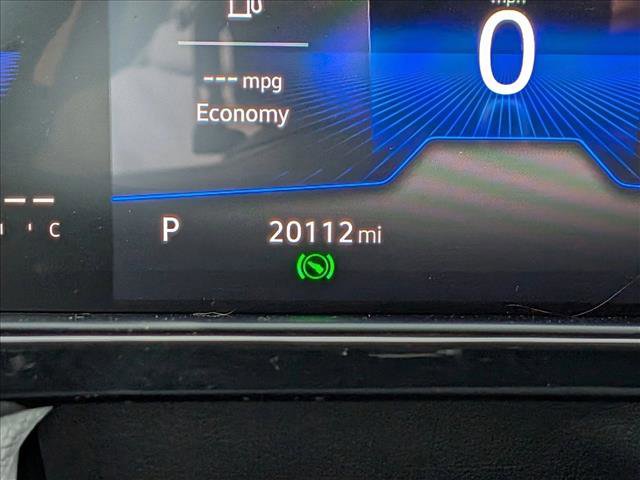 mph
0
--- mpg
Economy
-- 
C
P 20112 mi